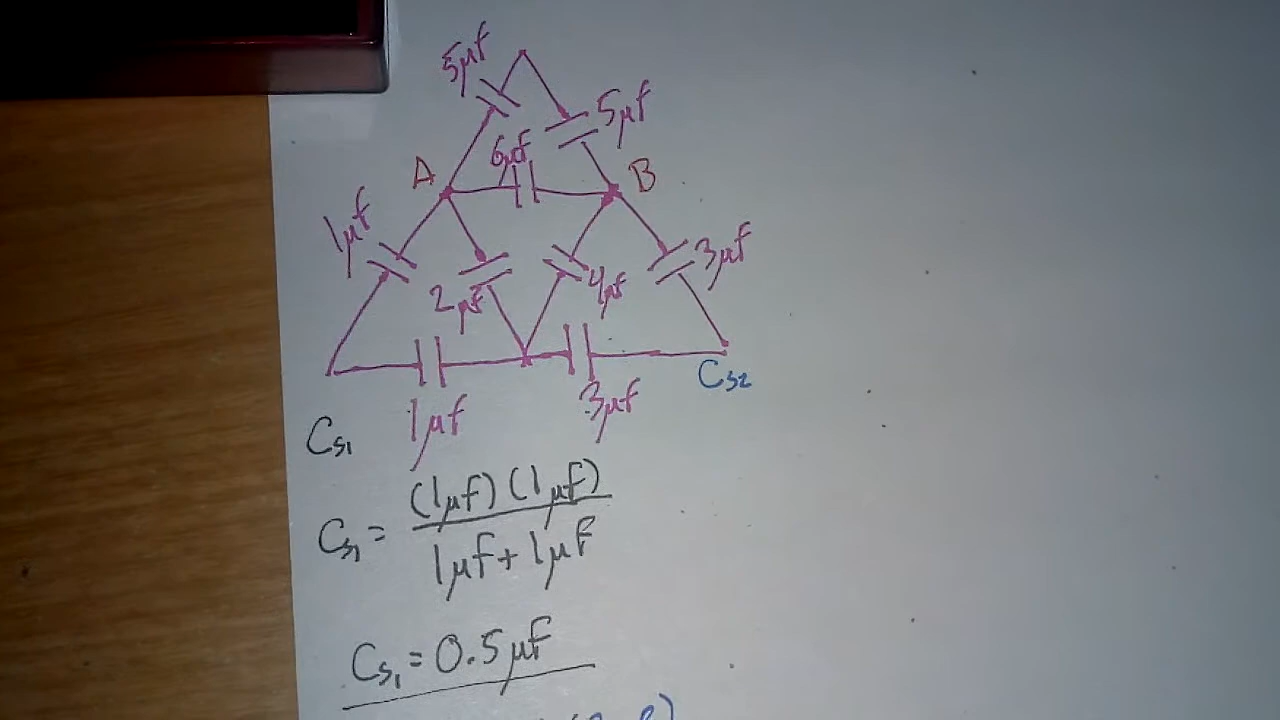 5μf
5μf
6μf
A
B
1μf
3μf
2μf
4μf
Cs2
1μf
3μf
Cs1
(1μf) (1μf)
Cs1 =
1μf + 1μf
Cs1 = 0.5μf